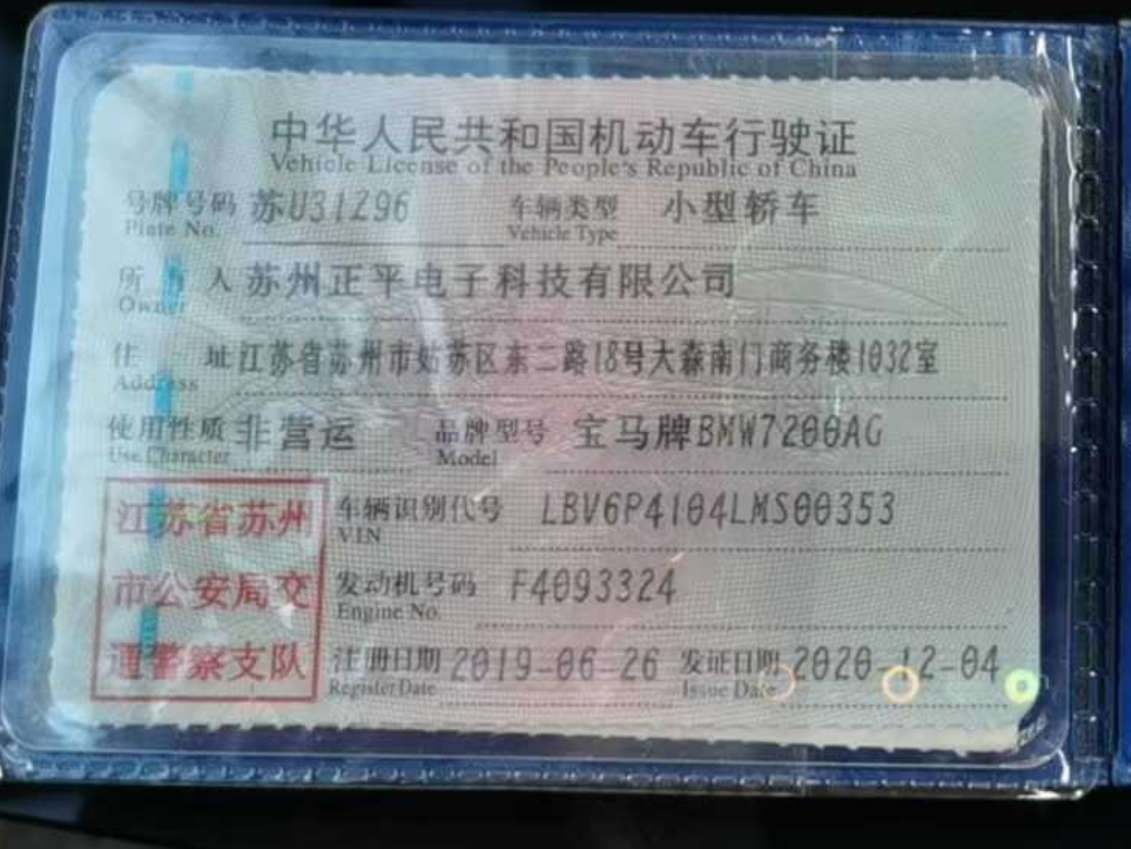 中华人民共和国机动车行驶证
Vehicle License of the People's Republic of China
号牌号码 苏U31Z96 车辆类型 小型轿车
Plate No. Vehicle Type
所 有 人 苏州正平电子科技有限公司
Owner
住 址 江苏省苏州市姑苏区东二路18号大森南门商务楼1032室
Address
使用性质 非营运 品牌型号 宝马牌BMW7200AG
Use Character Model
江苏省苏州 车辆识别代号 LBV6P4104LMS00353
VIN
市公安局交 发动机号码 F4093324
Engine No.
通警察支队 注册日期 2019-06-26 发证日期 2020-12-04
Register Date Issue Date